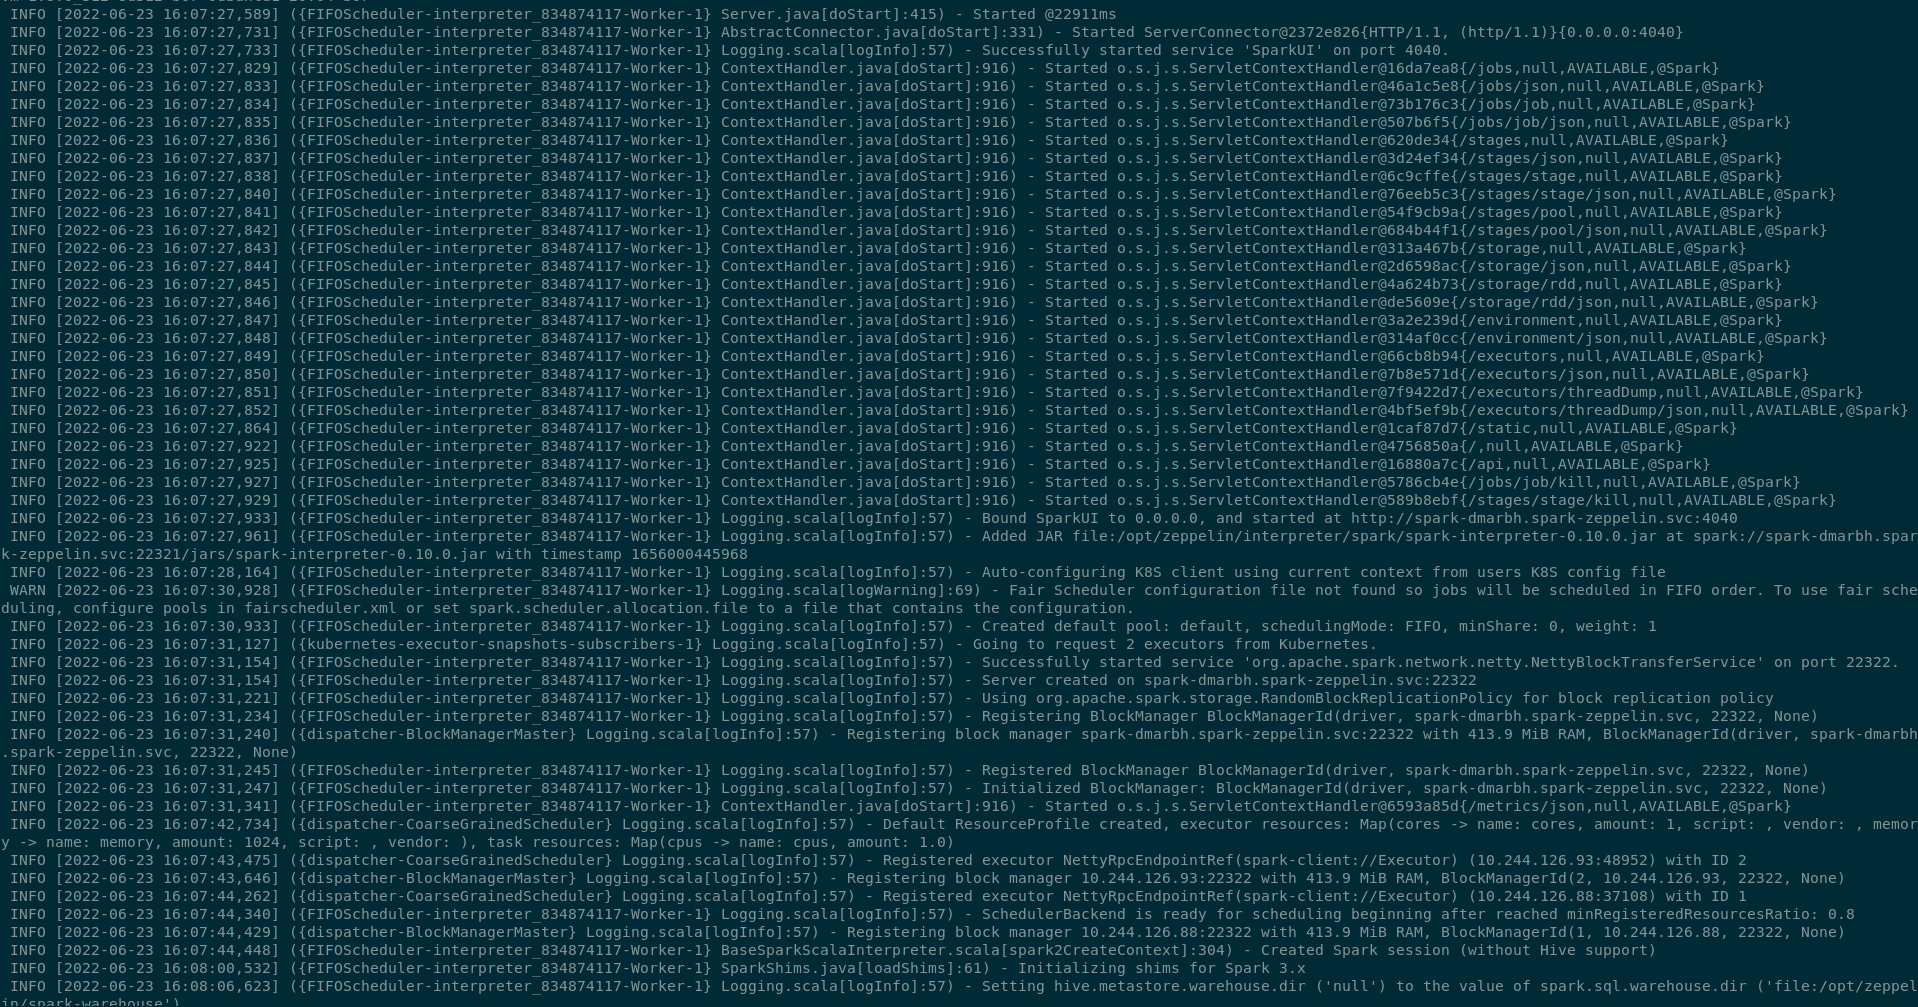 INFO [2022-06-23 16:07:27,589] ({FIFOScheduler-interpreter_834874117-Worker-1} Server.java[doStart]:415) - Started @22911ms
INFO [2022-06-23 16:07:27,731] ({FIFOScheduler-interpreter_834874117-Worker-1} AbstractConnector.java[doStart]:331) - Started ServerConnector@2372e826{HTTP/1.1, (http/1.1)}{0.0.0.0:4040}
INFO [2022-06-23 16:07:27,733] ({FIFOScheduler-interpreter_834874117-Worker-1} Logging.scala[logInfo]:57) - Successfully started service 'SparkUI' on port 4040.
INFO [2022-06-23 16:07:27,829] ({FIFOScheduler-interpreter_834874117-Worker-1} ContextHandler.java[doStart]:916) - Started o.s.j.s.ServletContextHandler@16da7ea8{/jobs,null,AVAILABLE,@Spark}
INFO [2022-06-23 16:07:27,833] ({FIFOScheduler-interpreter_834874117-Worker-1} ContextHandler.java[doStart]:916) - Started o.s.j.s.ServletContextHandler@46a1c5e8{/jobs/json,null,AVAILABLE,@Spark}
INFO [2022-06-23 16:07:27,834] ({FIFOScheduler-interpreter_834874117-Worker-1} ContextHandler.java[doStart]:916) - Started o.s.j.s.ServletContextHandler@73b176c3{/jobs/job,null,AVAILABLE,@Spark}
INFO [2022-06-23 16:07:27,835] ({FIFOScheduler-interpreter_834874117-Worker-1} ContextHandler.java[doStart]:916) - Started o.s.j.s.ServletContextHandler@507b6f5{/jobs/job/json,null,AVAILABLE,@Spark}
INFO [2022-06-23 16:07:27,836] ({FIFOScheduler-interpreter_834874117-Worker-1} ContextHandler.java[doStart]:916) - Started o.s.j.s.ServletContextHandler@620de34{/stages,null,AVAILABLE,@Spark}
INFO [2022-06-23 16:07:27,837] ({FIFOScheduler-interpreter_834874117-Worker-1} ContextHandler.java[doStart]:916) - Started o.s.j.s.ServletContextHandler@3d24ef34{/stages/json,null,AVAILABLE,@Spark}
INFO [2022-06-23 16:07:27,838] ({FIFOScheduler-interpreter_834874117-Worker-1} ContextHandler.java[doStart]:916) - Started o.s.j.s.ServletContextHandler@6c9cffe{/stages/stage,null,AVAILABLE,@Spark}
INFO [2022-06-23 16:07:27,840] ({FIFOScheduler-interpreter_834874117-Worker-1} ContextHandler.java[doStart]:916) - Started o.s.j.s.ServletContextHandler@76eeb5c3{/stages/stage/json,null,AVAILABLE,@Spark}
INFO [2022-06-23 16:07:27,841] ({FIFOScheduler-interpreter_834874117-Worker-1} ContextHandler.java[doStart]:916) - Started o.s.j.s.ServletContextHandler@54f9cb9a{/stages/pool,null,AVAILABLE,@Spark}
INFO [2022-06-23 16:07:27,842] ({FIFOScheduler-interpreter_834874117-Worker-1} ContextHandler.java[doStart]:916) - Started o.s.j.s.ServletContextHandler@684b44f1{/stages/pool/json,null,AVAILABLE,@Spark}
INFO [2022-06-23 16:07:27,843] ({FIFOScheduler-interpreter_834874117-Worker-1} ContextHandler.java[doStart]:916) - Started o.s.j.s.ServletContextHandler@313a467b{/storage,null,AVAILABLE,@Spark}
INFO [2022-06-23 16:07:27,844] ({FIFOScheduler-interpreter_834874117-Worker-1} ContextHandler.java[doStart]:916) - Started o.s.j.s.ServletContextHandler@2d6598ac{/storage/json,null,AVAILABLE,@Spark}
INFO [2022-06-23 16:07:27,845] ({FIFOScheduler-interpreter_834874117-Worker-1} ContextHandler.java[doStart]:916) - Started o.s.j.s.ServletContextHandler@4a624b73{/storage/rdd,null,AVAILABLE,@Spark}
INFO [2022-06-23 16:07:27,846] ({FIFOScheduler-interpreter_834874117-Worker-1} ContextHandler.java[doStart]:916) - Started o.s.j.s.ServletContextHandler@de5609e{/storage/rdd/json,null,AVAILABLE,@Spark}
INFO [2022-06-23 16:07:27,847] ({FIFOScheduler-interpreter_834874117-Worker-1} ContextHandler.java[doStart]:916) - Started o.s.j.s.ServletContextHandler@3a2e239d{/environment,null,AVAILABLE,@Spark}
INFO [2022-06-23 16:07:27,848] ({FIFOScheduler-interpreter_834874117-Worker-1} ContextHandler.java[doStart]:916) - Started o.s.j.s.ServletContextHandler@314af0cc{/environment/json,null,AVAILABLE,@Spark}
INFO [2022-06-23 16:07:27,849] ({FIFOScheduler-interpreter_834874117-Worker-1} ContextHandler.java[doStart]:916) - Started o.s.j.s.ServletContextHandler@66cb8b94{/executors,null,AVAILABLE,@Spark}
INFO [2022-06-23 16:07:27,850] ({FIFOScheduler-interpreter_834874117-Worker-1} ContextHandler.java[doStart]:916) - Started o.s.j.s.ServletContextHandler@7b8e571d{/executors/json,null,AVAILABLE,@Spark}
INFO [2022-06-23 16:07:27,851] ({FIFOScheduler-interpreter_834874117-Worker-1} ContextHandler.java[doStart]:916) - Started o.s.j.s.ServletContextHandler@7f9422d7{/executors/threadDump,null,AVAILABLE,@Spark}
INFO [2022-06-23 16:07:27,852] ({FIFOScheduler-interpreter_834874117-Worker-1} ContextHandler.java[doStart]:916) - Started o.s.j.s.ServletContextHandler@4bf5ef9b{/executors/threadDump/json,null,AVAILABLE,@Spark}
INFO [2022-06-23 16:07:27,864] ({FIFOScheduler-interpreter_834874117-Worker-1} ContextHandler.java[doStart]:916) - Started o.s.j.s.ServletContextHandler@1caf87d7{/static,null,AVAILABLE,@Spark}
INFO [2022-06-23 16:07:27,922] ({FIFOScheduler-interpreter_834874117-Worker-1} ContextHandler.java[doStart]:916) - Started o.s.j.s.ServletContextHandler@4756850a{/,null,AVAILABLE,@Spark}
INFO [2022-06-23 16:07:27,925] ({FIFOScheduler-interpreter_834874117-Worker-1} ContextHandler.java[doStart]:916) - Started o.s.j.s.ServletContextHandler@16880a7c{/api,null,AVAILABLE,@Spark}
INFO [2022-06-23 16:07:27,927] ({FIFOScheduler-interpreter_834874117-Worker-1} ContextHandler.java[doStart]:916) - Started o.s.j.s.ServletContextHandler@5786cb4e{/jobs/job/kill,null,AVAILABLE,@Spark}
INFO [2022-06-23 16:07:27,929] ({FIFOScheduler-interpreter_834874117-Worker-1} ContextHandler.java[doStart]:916) - Started o.s.j.s.ServletContextHandler@589b8ebf{/stages/stage/kill,null,AVAILABLE,@Spark}
INFO [2022-06-23 16:07:27,933] ({FIFOScheduler-interpreter_834874117-Worker-1} Logging.scala[logInfo]:57) - Bound SparkUI to 0.0.0.0, and started at http://spark-dmarbh.spark-zeppelin.svc:4040
INFO [2022-06-23 16:07:27,961] ({FIFOScheduler-interpreter_834874117-Worker-1} Logging.scala[logInfo]:57) - Added JAR file:/opt/zeppelin/interpreter/spark/spark-interpreter-0.10.0.jar at spark://spark-dmarbh.spar
k-zeppelin.svc:22321/jars/spark-interpreter-0.10.0.jar with timestamp 1656000445968
INFO [2022-06-23 16:07:28,164] ({FIFOScheduler-interpreter_834874117-Worker-1} Logging.scala[logInfo]:57) - Auto-configuring K8S client using current context from users K8S config file
WARN [2022-06-23 16:07:30,928] ({FIFOScheduler-interpreter_834874117-Worker-1} Logging.scala[logWarning]:69) - Fair Scheduler configuration file not found so jobs will be scheduled in FIFO order. To use fair sche
duling, configure pools in fairscheduler.xml or set spark.scheduler.allocation.file to a file that contains the configuration.
INFO [2022-06-23 16:07:30,933] ({FIFOScheduler-interpreter_834874117-Worker-1} Logging.scala[logInfo]:57) - Created default pool: default, schedulingMode: FIFO, minShare: 0, weight: 1
INFO [2022-06-23 16:07:31,127] ({kubernetes-executor-snapshots-subscribers-1} Logging.scala[logInfo]:57) - Going to request 2 executors from Kubernetes.
INFO [2022-06-23 16:07:31,154] ({FIFOScheduler-interpreter_834874117-Worker-1} Logging.scala[logInfo]:57) - Successfully started service 'org.apache.spark.network.netty.NettyBlockTransferService' on port 22322.
INFO [2022-06-23 16:07:31,154] ({FIFOScheduler-interpreter_834874117-Worker-1} Logging.scala[logInfo]:57) - Server created on spark-dmarbh.spark-zeppelin.svc:22322
INFO [2022-06-23 16:07:31,221] ({FIFOScheduler-interpreter_834874117-Worker-1} Logging.scala[logInfo]:57) - Using org.apache.spark.storage.RandomBlockReplicationPolicy for block replication policy
INFO [2022-06-23 16:07:31,234] ({FIFOScheduler-interpreter_834874117-Worker-1} Logging.scala[logInfo]:57) - Registering BlockManager BlockManagerId(driver, spark-dmarbh.spark-zeppelin.svc, 22322, None)
INFO [2022-06-23 16:07:31,240] ({dispatcher-BlockManagerMaster} Logging.scala[logInfo]:57) - Registering block manager spark-dmarbh.spark-zeppelin.svc:22322 with 413.9 MiB RAM, BlockManagerId(driver, spark-dmarbh
.spark-zeppelin.svc, 22322, None)
INFO [2022-06-23 16:07:31,245] ({FIFOScheduler-interpreter_834874117-Worker-1} Logging.scala[logInfo]:57) - Registered BlockManager BlockManagerId(driver, spark-dmarbh.spark-zeppelin.svc, 22322, None)
INFO [2022-06-23 16:07:31,247] ({FIFOScheduler-interpreter_834874117-Worker-1} Logging.scala[logInfo]:57) - Initialized BlockManager: BlockManagerId(driver, spark-dmarbh.spark-zeppelin.svc, 22322, None)
INFO [2022-06-23 16:07:31,341] ({FIFOScheduler-interpreter_834874117-Worker-1} ContextHandler.java[doStart]:916) - Started o.s.j.s.ServletContextHandler@6593a85d{/metrics/json,null,AVAILABLE,@Spark}
INFO [2022-06-23 16:07:42,734] ({dispatcher-CoarseGrainedScheduler} Logging.scala[logInfo]:57) - Default ResourceProfile created, executor resources: Map(cores -> name: cores, amount: 1, script: , vendor: , memor
y -> name: memory, amount: 1024, script: , vendor: ), task resources: Map(cpus -> name: cpus, amount: 1.0)
INFO [2022-06-23 16:07:43,475] ({dispatcher-CoarseGrainedScheduler} Logging.scala[logInfo]:57) - Registered executor NettyRpcEndpointRef(spark-client://Executor) (10.244.126.93:48952) with ID 2
INFO [2022-06-23 16:07:43,646] ({dispatcher-BlockManagerMaster} Logging.scala[logInfo]:57) - Registering block manager 10.244.126.93:22322 with 413.9 MiB RAM, BlockManagerId(2, 10.244.126.93, 22322, None)
INFO [2022-06-23 16:07:44,262] ({dispatcher-CoarseGrainedScheduler} Logging.scala[logInfo]:57) - Registered executor NettyRpcEndpointRef(spark-client://Executor) (10.244.126.88:37108) with ID 1
INFO [2022-06-23 16:07:44,340] ({FIFOScheduler-interpreter_834874117-Worker-1} Logging.scala[logInfo]:57) - SchedulerBackend is ready for scheduling beginning after reached minRegisteredResourcesRatio: 0.8
INFO [2022-06-23 16:07:44,429] ({dispatcher-BlockManagerMaster} Logging.scala[logInfo]:57) - Registering block manager 10.244.126.88:22322 with 413.9 MiB RAM, BlockManagerId(1, 10.244.126.88, 22322, None)
INFO [2022-06-23 16:07:44,448] ({FIFOScheduler-interpreter_834874117-Worker-1} BaseSparkScalaInterpreter.scala[spark2CreateContext]:304) - Created Spark session (without Hive support)
INFO [2022-06-23 16:08:00,532] ({FIFOScheduler-interpreter_834874117-Worker-1} SparkShims.java[loadShims]:61) - Initializing shims for Spark 3.x
INFO [2022-06-23 16:08:06,623] ({FIFOScheduler-interpreter_834874117-Worker-1} Logging.scala[logInfo]:57) - Setting hive.metastore.warehouse.dir ('null') to the value of spark.sql.warehouse.dir ('file:/opt/zeppel
in/spark-warehouse')